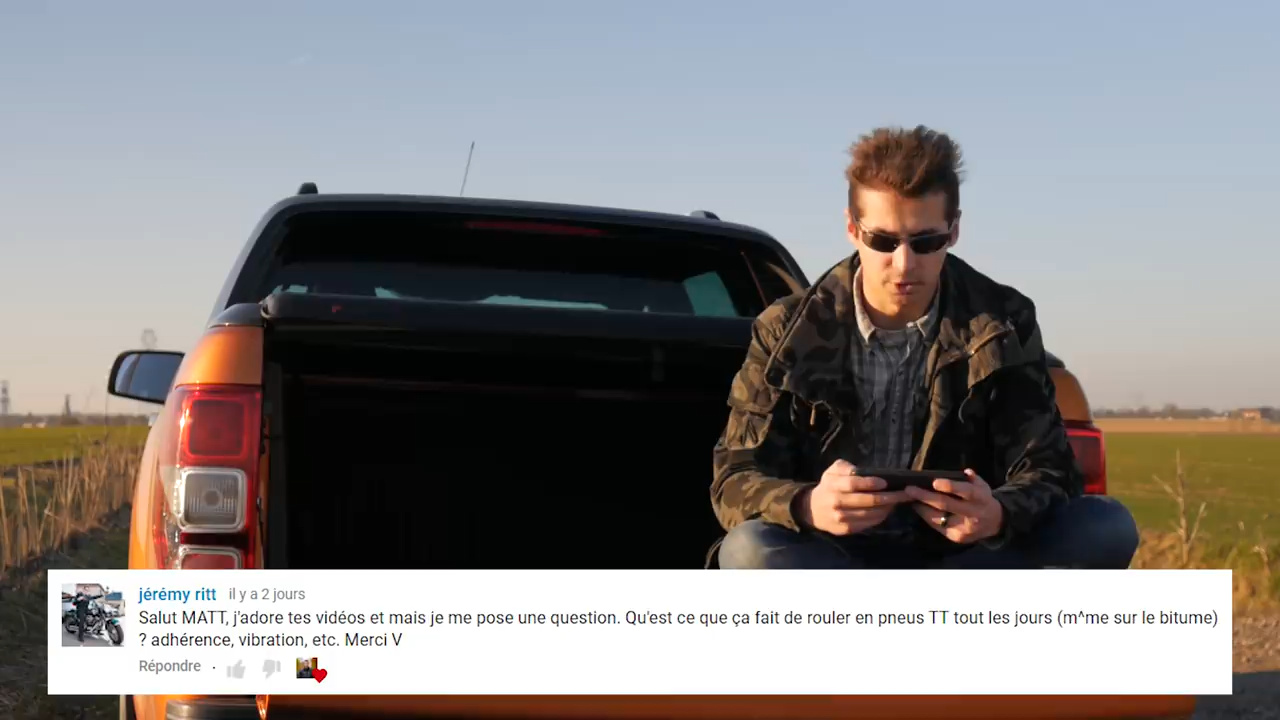 jérémy ritt il y a 2 jours
Salut MATT, j'adore tes vidéos et mais je me pose une question. Qu'est ce que ça fait de rouler en pneus TT tout les jours (m^me sur le bitume)
? adhérence, vibration, etc. Merci V
Répondre ·